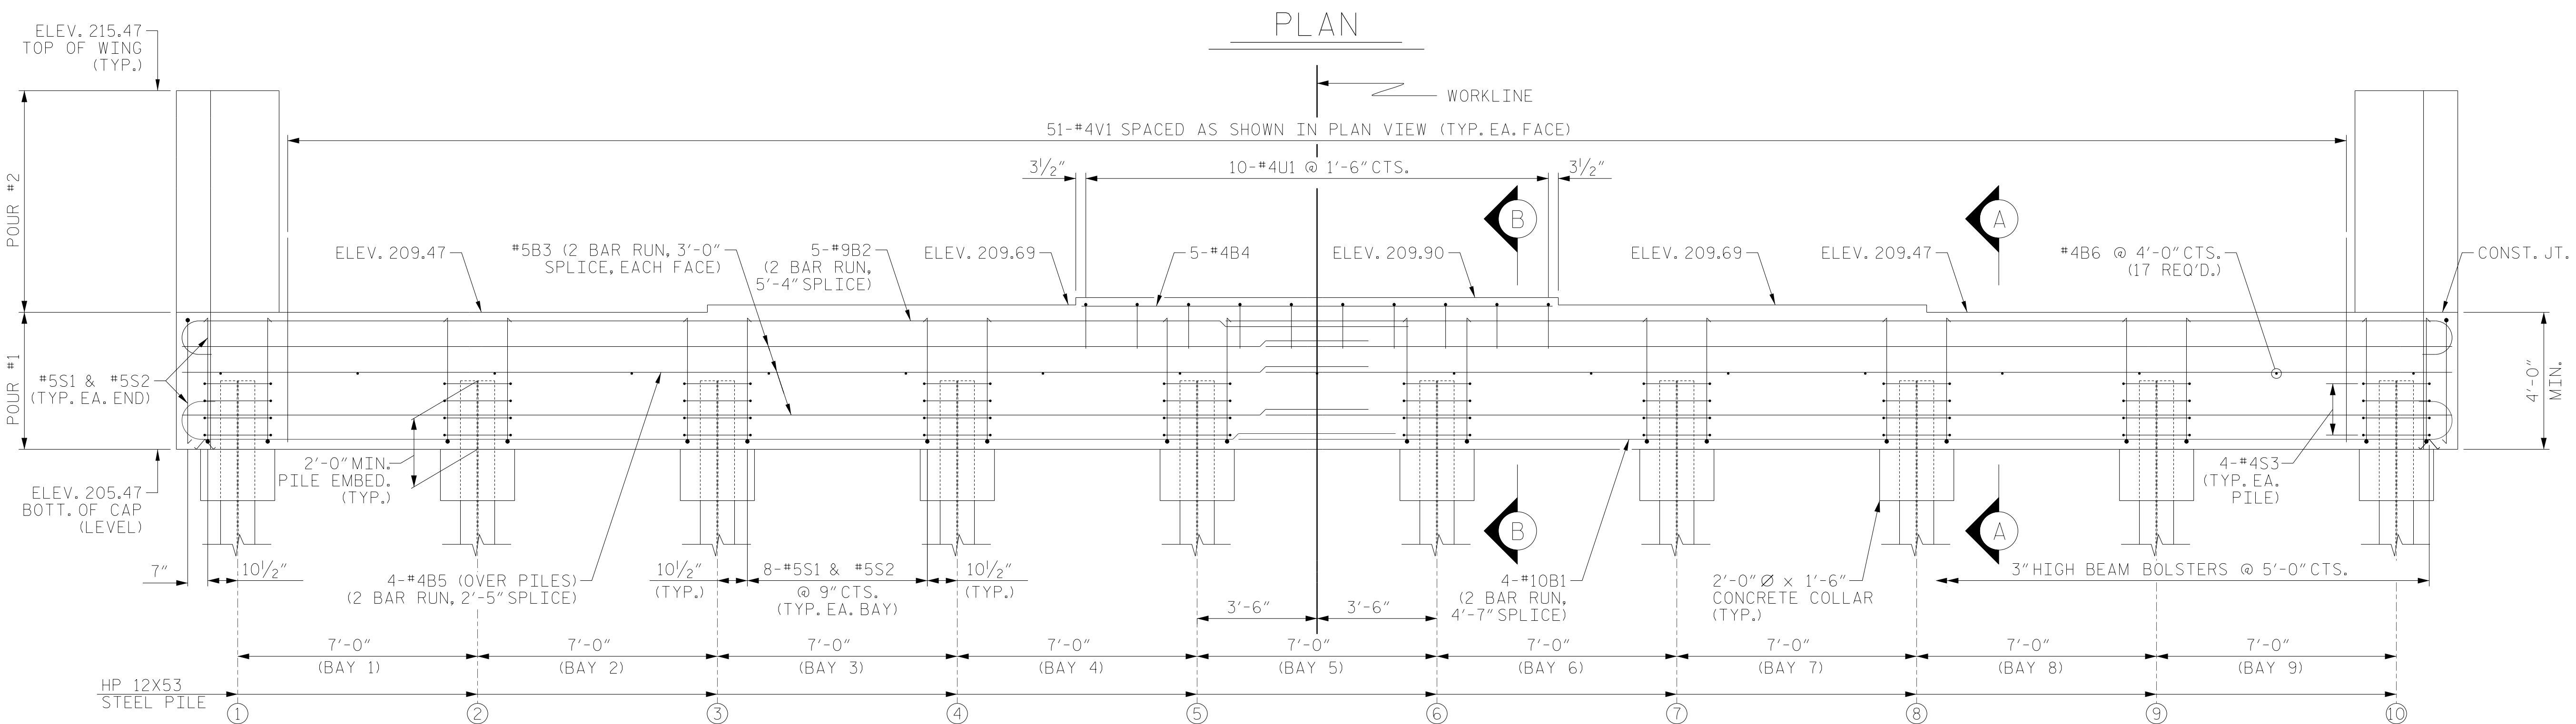 PLAN
ELEV. 215.47
TOP OF WING
(TYP.)
WORKLINE
51-#4V1 SPACED AS SHOWN IN PLAN VIEW (TYP. EA. FACE)
3½"
10-#4U1 @ 1'-6" CTS.
3½"
POUR #2
B
A
ELEV. 209.47
#5B3 (2 BAR RUN, 3'-0"
SPLICE, EACH FACE)
5-#9B2
(2 BAR RUN,
5'-4" SPLICE)
ELEV. 209.69
5-#4B4
ELEV. 209.90
ELEV. 209.69
ELEV. 209.47
#4B6 @ 4'-0" CTS.
(17 REQ'D.)
CONST. JT.
POUR #1
#5S1 & #5S2
(TYP. EA. END)
4'-0"
MIN.
2'-0" MIN.
PILE EMBED.
(TYP.)
4-#4S3
(TYP. EA.
PILE)
ELEV. 205.47
BOTT. OF CAP
(LEVEL)
B
A
7"
10½"
4-#4B5 (OVER PILES)
(2 BAR RUN, 2'-5" SPLICE)
10½"
(TYP.)
8-#5S1 & #5S2
@ 9" CTS.
(TYP. EA. BAY)
10½"
(TYP.)
4-#10B1
(2 BAR RUN,
4'-7" SPLICE)
2'-0" Ø x 1'-6"
CONCRETE COLLAR
(TYP.)
3" HIGH BEAM BOLSTERS @ 5'-0" CTS.
3'-6"
3'-6"
7'-0"
(BAY 1)
7'-0"
(BAY 2)
7'-0"
(BAY 3)
7'-0"
(BAY 4)
7'-0"
(BAY 5)
7'-0"
(BAY 6)
7'-0"
(BAY 7)
7'-0"
(BAY 8)
7'-0"
(BAY 9)
HP 12X53
STEEL PILE
1
2
3
4
5
6
7
8
9
10